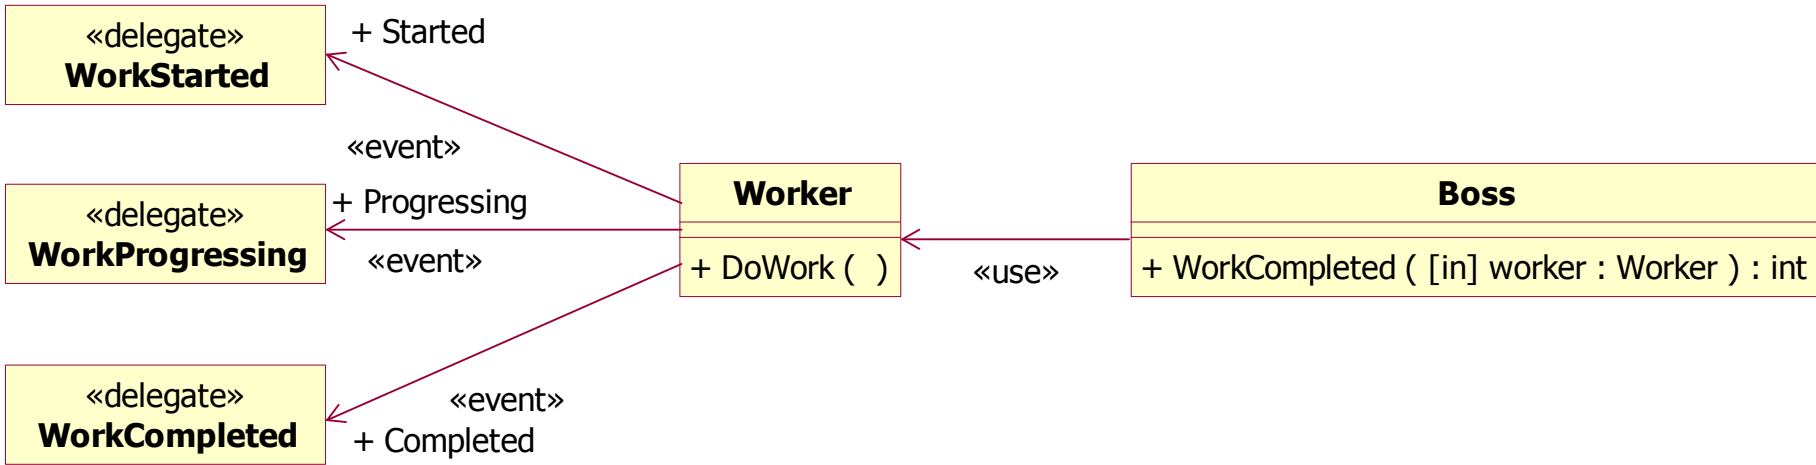 «delegate»
WorkStarted
+ Started
«event»
«delegate»
WorkProgressing
+ Progressing
«event»
«delegate»
WorkCompleted
«event»
+ Completed
Worker
+ DoWork ( )
«use»
Boss
+ WorkCompleted ( [in] worker : Worker ) : int